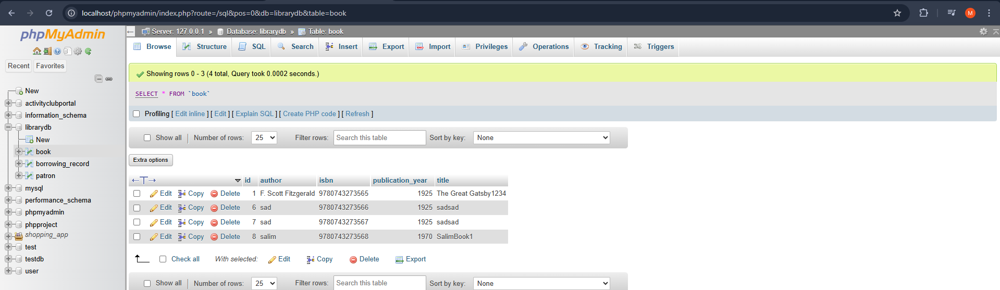 localhost/phpmyadmin/index.php?route=/sql&pos=0&db=librarydb&table=book
M
phpMyAdmin
Recent
Favorites
New
activityclubportal
information_schema
librarydb
New
book
borrowing_record
patron
mysql
performance_schema
phpmyadmin
phpproject
shopping_app
test
testdb
user
Server: 127.0.0.1 » Database: librarydb » Table: book
Browse Structure SQL Search Insert Export Import Privileges Operations Tracking Triggers
Showing rows 0 - 3 (4 total, Query took 0.0002 seconds.)
SELECT * FROM `book`
Profiling [ Edit inline ] [ Edit ] [ Explain SQL ] [ Create PHP code ] [ Refresh ]
Show all Number of rows: 25 Filter rows: Search this table Sort by key: None
Extra options
←T→ id author isbn publication_year title
Edit Copy Delete 1 F. Scott Fitzgerald 9780743273565 1925 The Great Gatsby1234
Edit Copy Delete 6 sad 9780743273566 1925 sadsad
Edit Copy Delete 7 sad 9780743273567 1925 sadsad
Edit Copy Delete 8 salim 9780743273568 1970 SalimBook1
Check all With selected: Edit Copy Delete Export
Show all Number of rows: 25 Filter rows: Search this table Sort by key: None